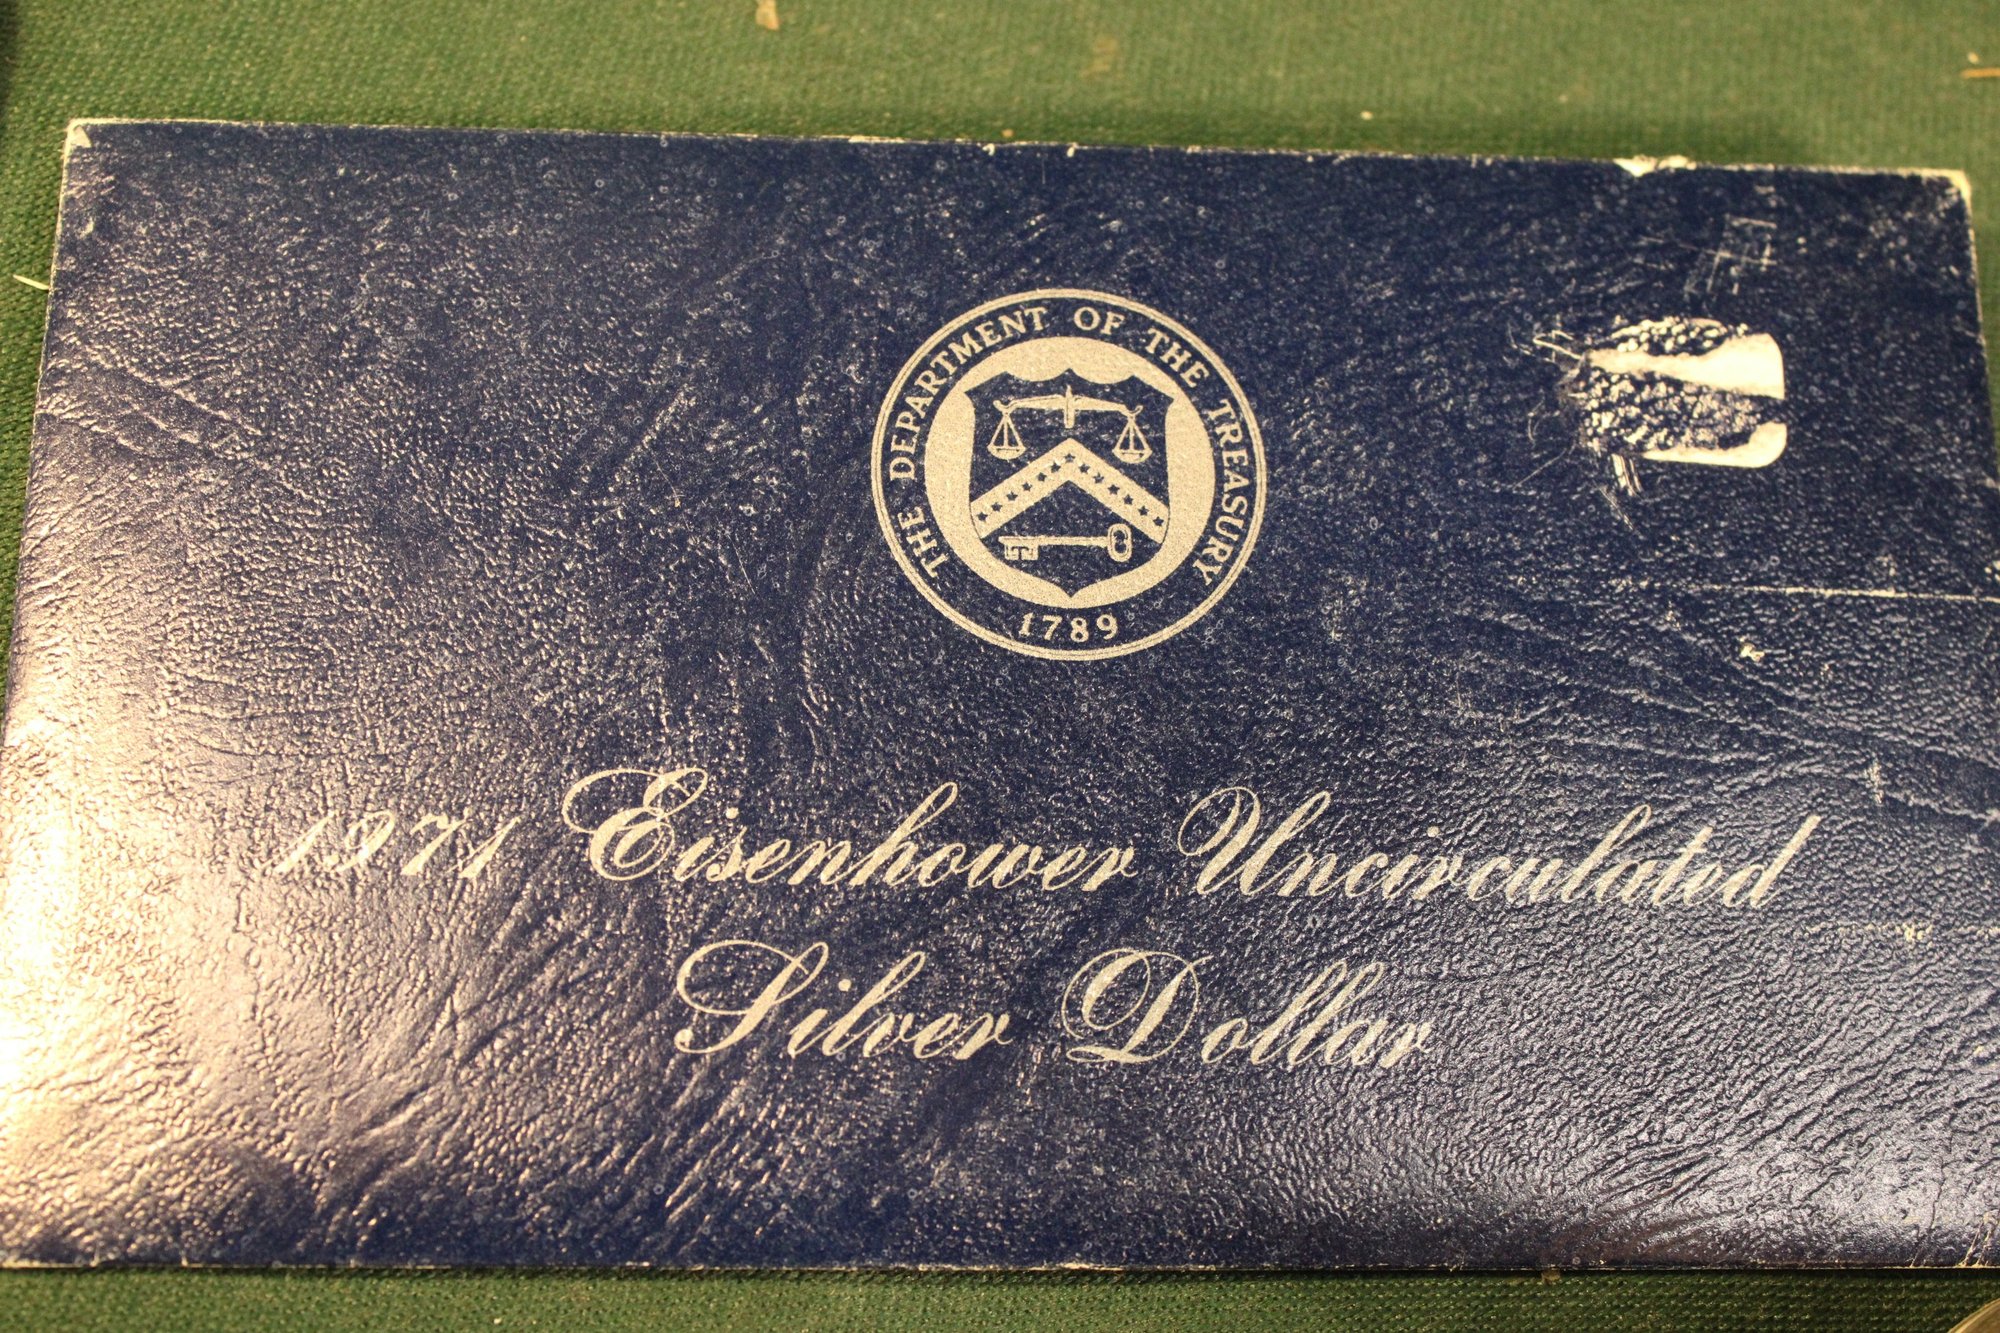 THE DEPARTMENT OF THE TREASURY
1789
1971 Eisenhower Uncirculated
Silver Dollar